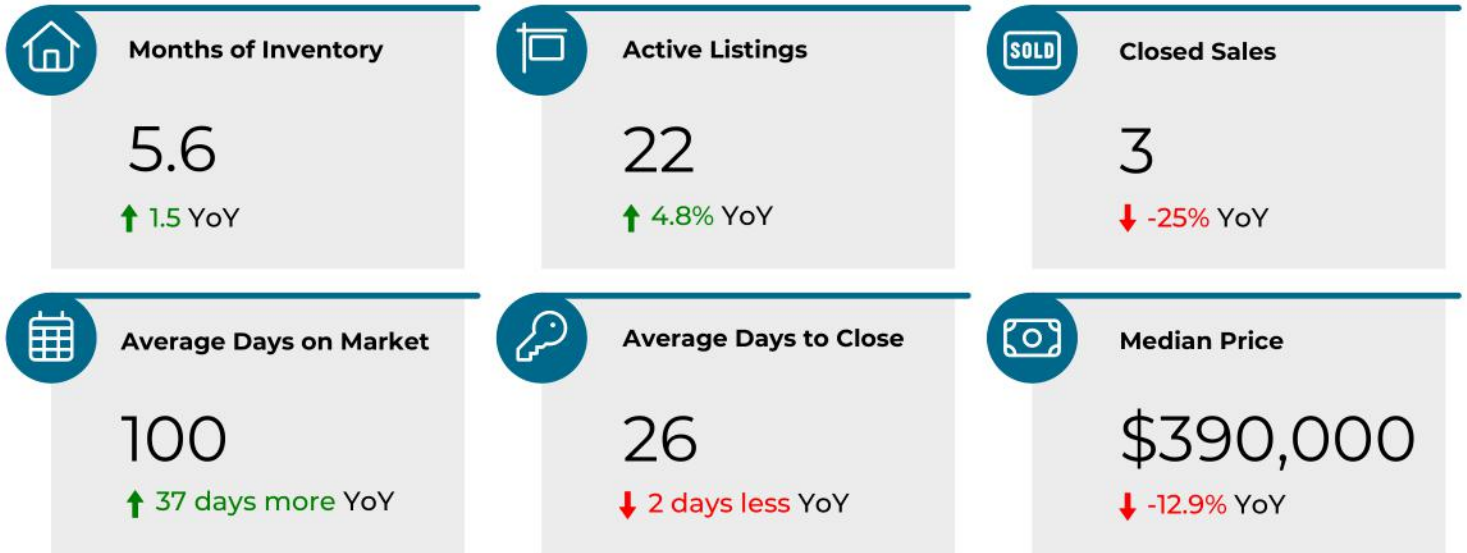 Months of Inventory
5.6
1.5 YoY
Active Listings
22
4.8% YoY
SOLD
Closed Sales
3
-25% YoY
Average Days on Market
100
37 days more YoY
Average Days to Close
26
2 days less YoY
Median Price
$390,000
-12.9% YoY